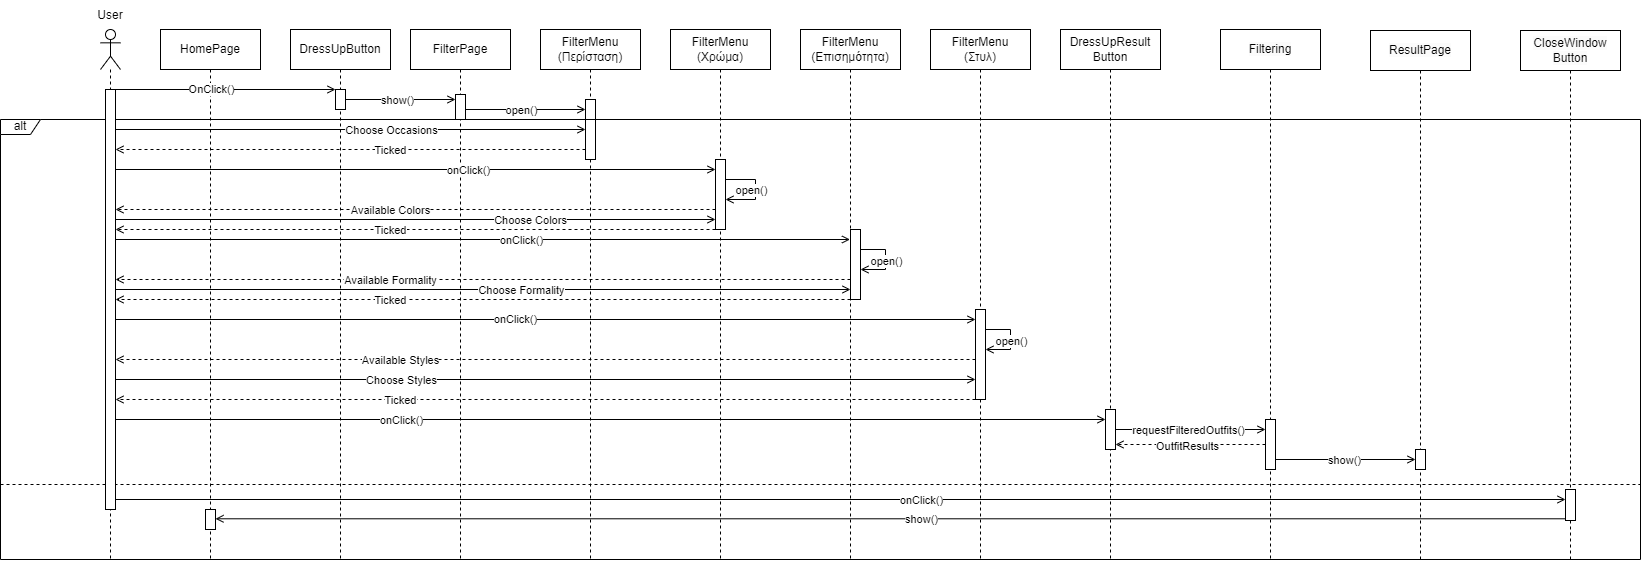 User
HomePage
DressUpButton
FilterPage
FilterMenu
(Περίσταση)
FilterMenu
(Χρώμα)
FilterMenu
(Επισημότητα)
FilterMenu
(Στυλ)
DressUpResult
Button
Filtering
ResultPage
CloseWindow
Button
OnClick()
show()
open()
alt
Choose Occasions
Ticked
onClick()
open()
Available Colors
Choose Colors
Ticked
onClick()
open()
Available Formality
Choose Formality
Ticked
onClick()
open()
Available Styles
Choose Styles
Ticked
onClick()
requestFilteredOutfits()
OutfitResults
show()
onClick()
show()